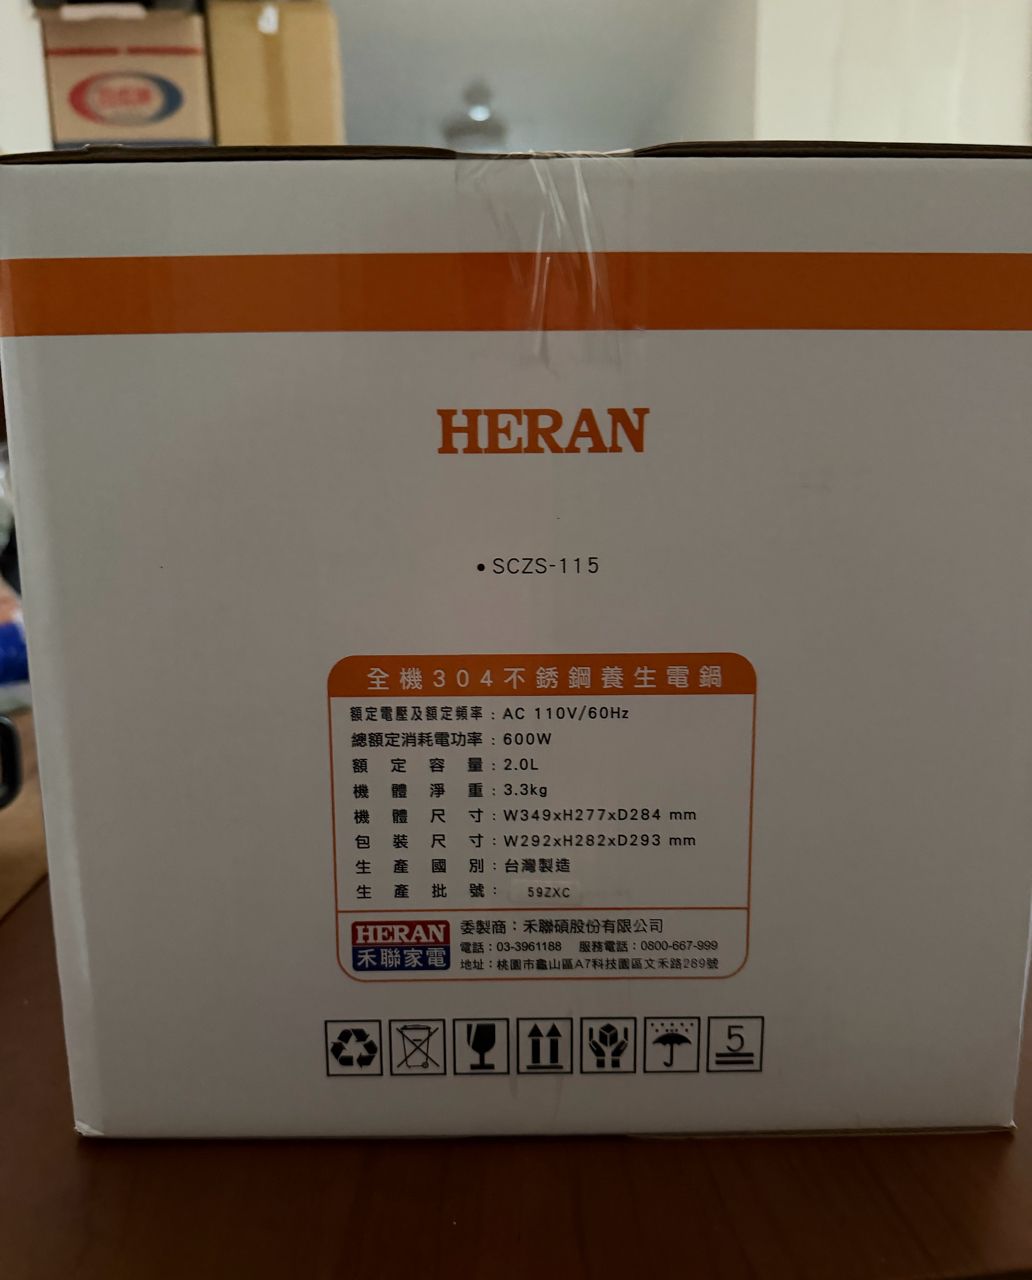 HERAN
• SCZS-115
全機304不銹鋼養生電鍋
額定電壓及額定頻率：AC 110V/60Hz
總額定消耗電功率：600W
額定容量：2.0L
機體淨重：3.3kg
機體尺寸：W349xH277xD284 mm
包裝尺寸：W292xH282xD293 mm
生產國別：台灣製造
生產批號：59ZXC
HERAN
禾聯家電
委製商：禾聯碩股份有限公司
電話：03-3961188 服務電話：0800-667-999
地址：桃園市龜山區A7科技園區文禾路289號
5